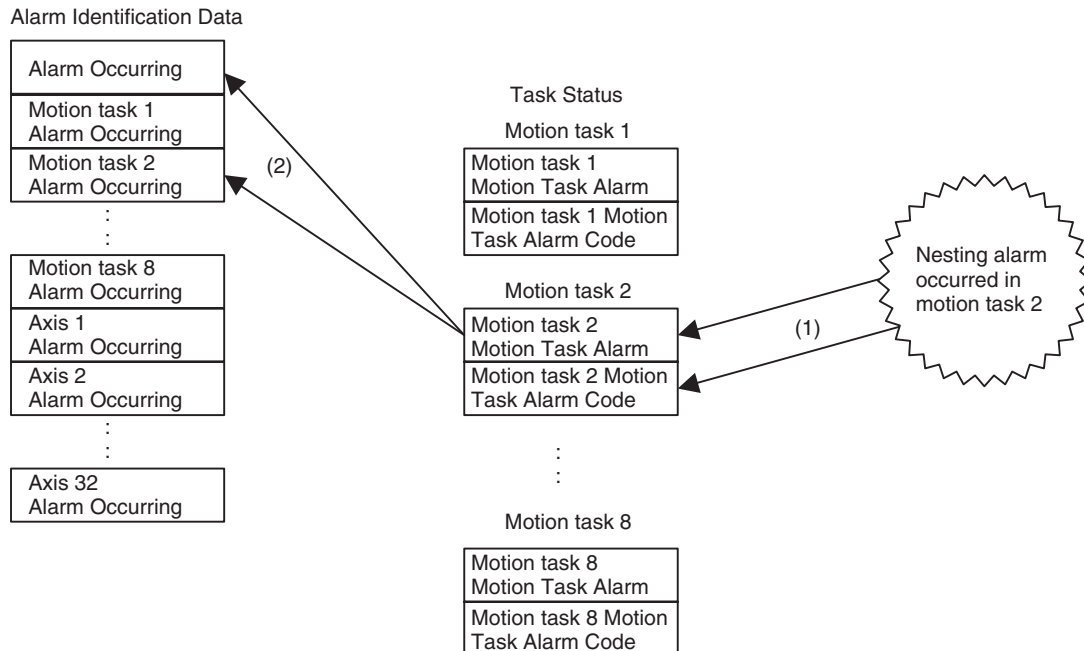 Alarm Identification Data
Alarm Occurring
Motion task 1
Alarm Occurring
Motion task 2
Alarm Occurring
:
:
Motion task 8
Alarm Occurring
Axis 1
Alarm Occurring
Axis 2
Alarm Occurring
:
:
Axis 32
Alarm Occurring
(2)
Task Status
Motion task 1
Motion task 1
Motion Task Alarm
Motion task 1 Motion
Task Alarm Code
Motion task 2
Motion task 2
Motion Task Alarm
Motion task 2 Motion
Task Alarm Code
:
:
Motion task 8
Motion task 8
Motion Task Alarm
Motion task 8 Motion
Task Alarm Code
(1)
Nesting alarm
occurred in
motion task 2